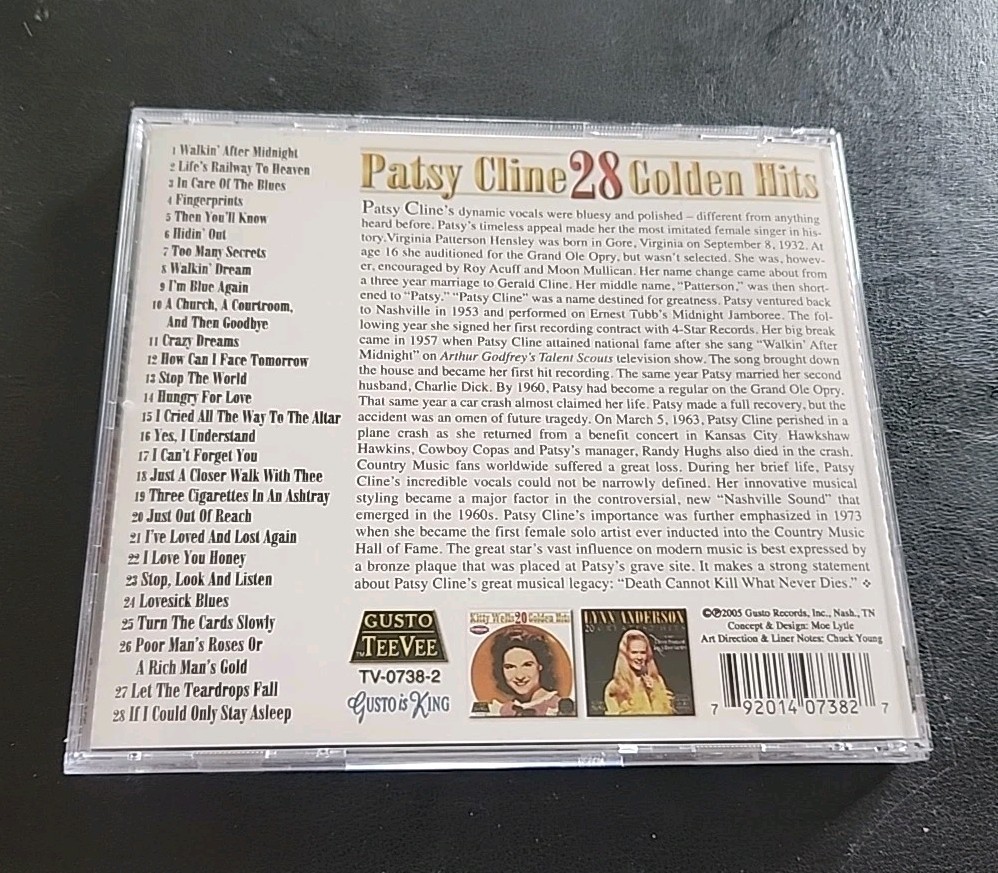 1 Walkin' After Midnight
2 Life's Railway To Heaven
3 In Care Of The Blues
4 Fingerprints
5 Then You'll Know
6 Hidin' Out
7 Too Many Secrets
8 Walkin' Dream
9 I'm Blue Again
10 A Church, A Courtroom,
And Then Goodbye
11 Crazy Dreams
12 How Can I Face Tomorrow
13 Stop The World
14 Hungry For Love
15 I Cried All The Way To The Altar
16 Yes, I Understand
17 I Can't Forget You
18 Just A Closer Walk With Thee
19 Three Cigarettes In An Ashtray
20 Just Out Of Reach
21 I've Loved And Lost Again
22 I Love You Honey
23 Stop, Look And Listen
24 Lovesick Blues
25 Turn The Cards Slowly
26 Poor Man's Roses Or
A Rich Man's Gold
27 Let The Teardrops Fall
28 If I Could Only Stay Asleep
Patsy Cline 28 Golden Hits
Patsy Cline's dynamic vocals were bluesy and polished – different from anything
heard before. Patsy's timeless appeal made her the most imitated female singer in his-
tory. Virginia Patterson Hensley was born in Gore, Virginia on September 8, 1932. At
age 16 she auditioned for the Grand Ole Opry, but wasn't selected. She was, howev-
er, encouraged by Roy Acuff and Moon Mullican. Her name change came about from
a three year marriage to Gerald Cline. Her middle name, "Patterson," was then short-
ened to "Patsy." "Patsy Cline" was a name destined for greatness. Patsy ventured back
to Nashville in 1953 and performed on Ernest Tubb's Midnight Jamboree. The fol-
lowing year she signed her first recording contract with 4-Star Records. Her big break
came in 1957 when Patsy Cline attained national fame after she sang "Walkin' After
Midnight" on Arthur Godfrey's Talent Scouts television show. The song brought down
the house and became her first hit recording. The same year Patsy married her second
husband, Charlie Dick. By 1960, Patsy had become a regular on the Grand Ole Opry.
That same year a car crash almost claimed her life. Patsy made a full recovery, but the
accident was an omen of future tragedy. On March 5, 1963, Patsy Cline perished in a
plane crash as she returned from a benefit concert in Kansas City. Hawkshaw
Hawkins, Cowboy Copas and Patsy's manager, Randy Hughs also died in the crash.
Country Music fans worldwide suffered a great loss. During her brief life, Patsy
Cline's incredible vocals could not be narrowly defined. Her innovative musical
styling became a major factor in the controversial, new "Nashville Sound" that
emerged in the 1960s. Patsy Cline's importance was further emphasized in 1973
when she became the first female solo artist ever inducted into the Country Music
Hall of Fame. The great star's vast influence on modern music is best expressed by
a bronze plaque that was placed at Patsy's grave site. It makes a strong statement
about Patsy Cline's great musical legacy: "Death Cannot Kill What Never Dies." ❖
GUSTO
TM TEEVEE
TV-0738-2
GUSTO is KING
Kitty Wells 20 Golden Hits
LYNN ANDERSON
20
©℗2005 Gusto Records, Inc., Nash., TN
Concept & Design: Moe Lytle
Art Direction & Liner Notes: Chuck Young
7 92014 07382 7